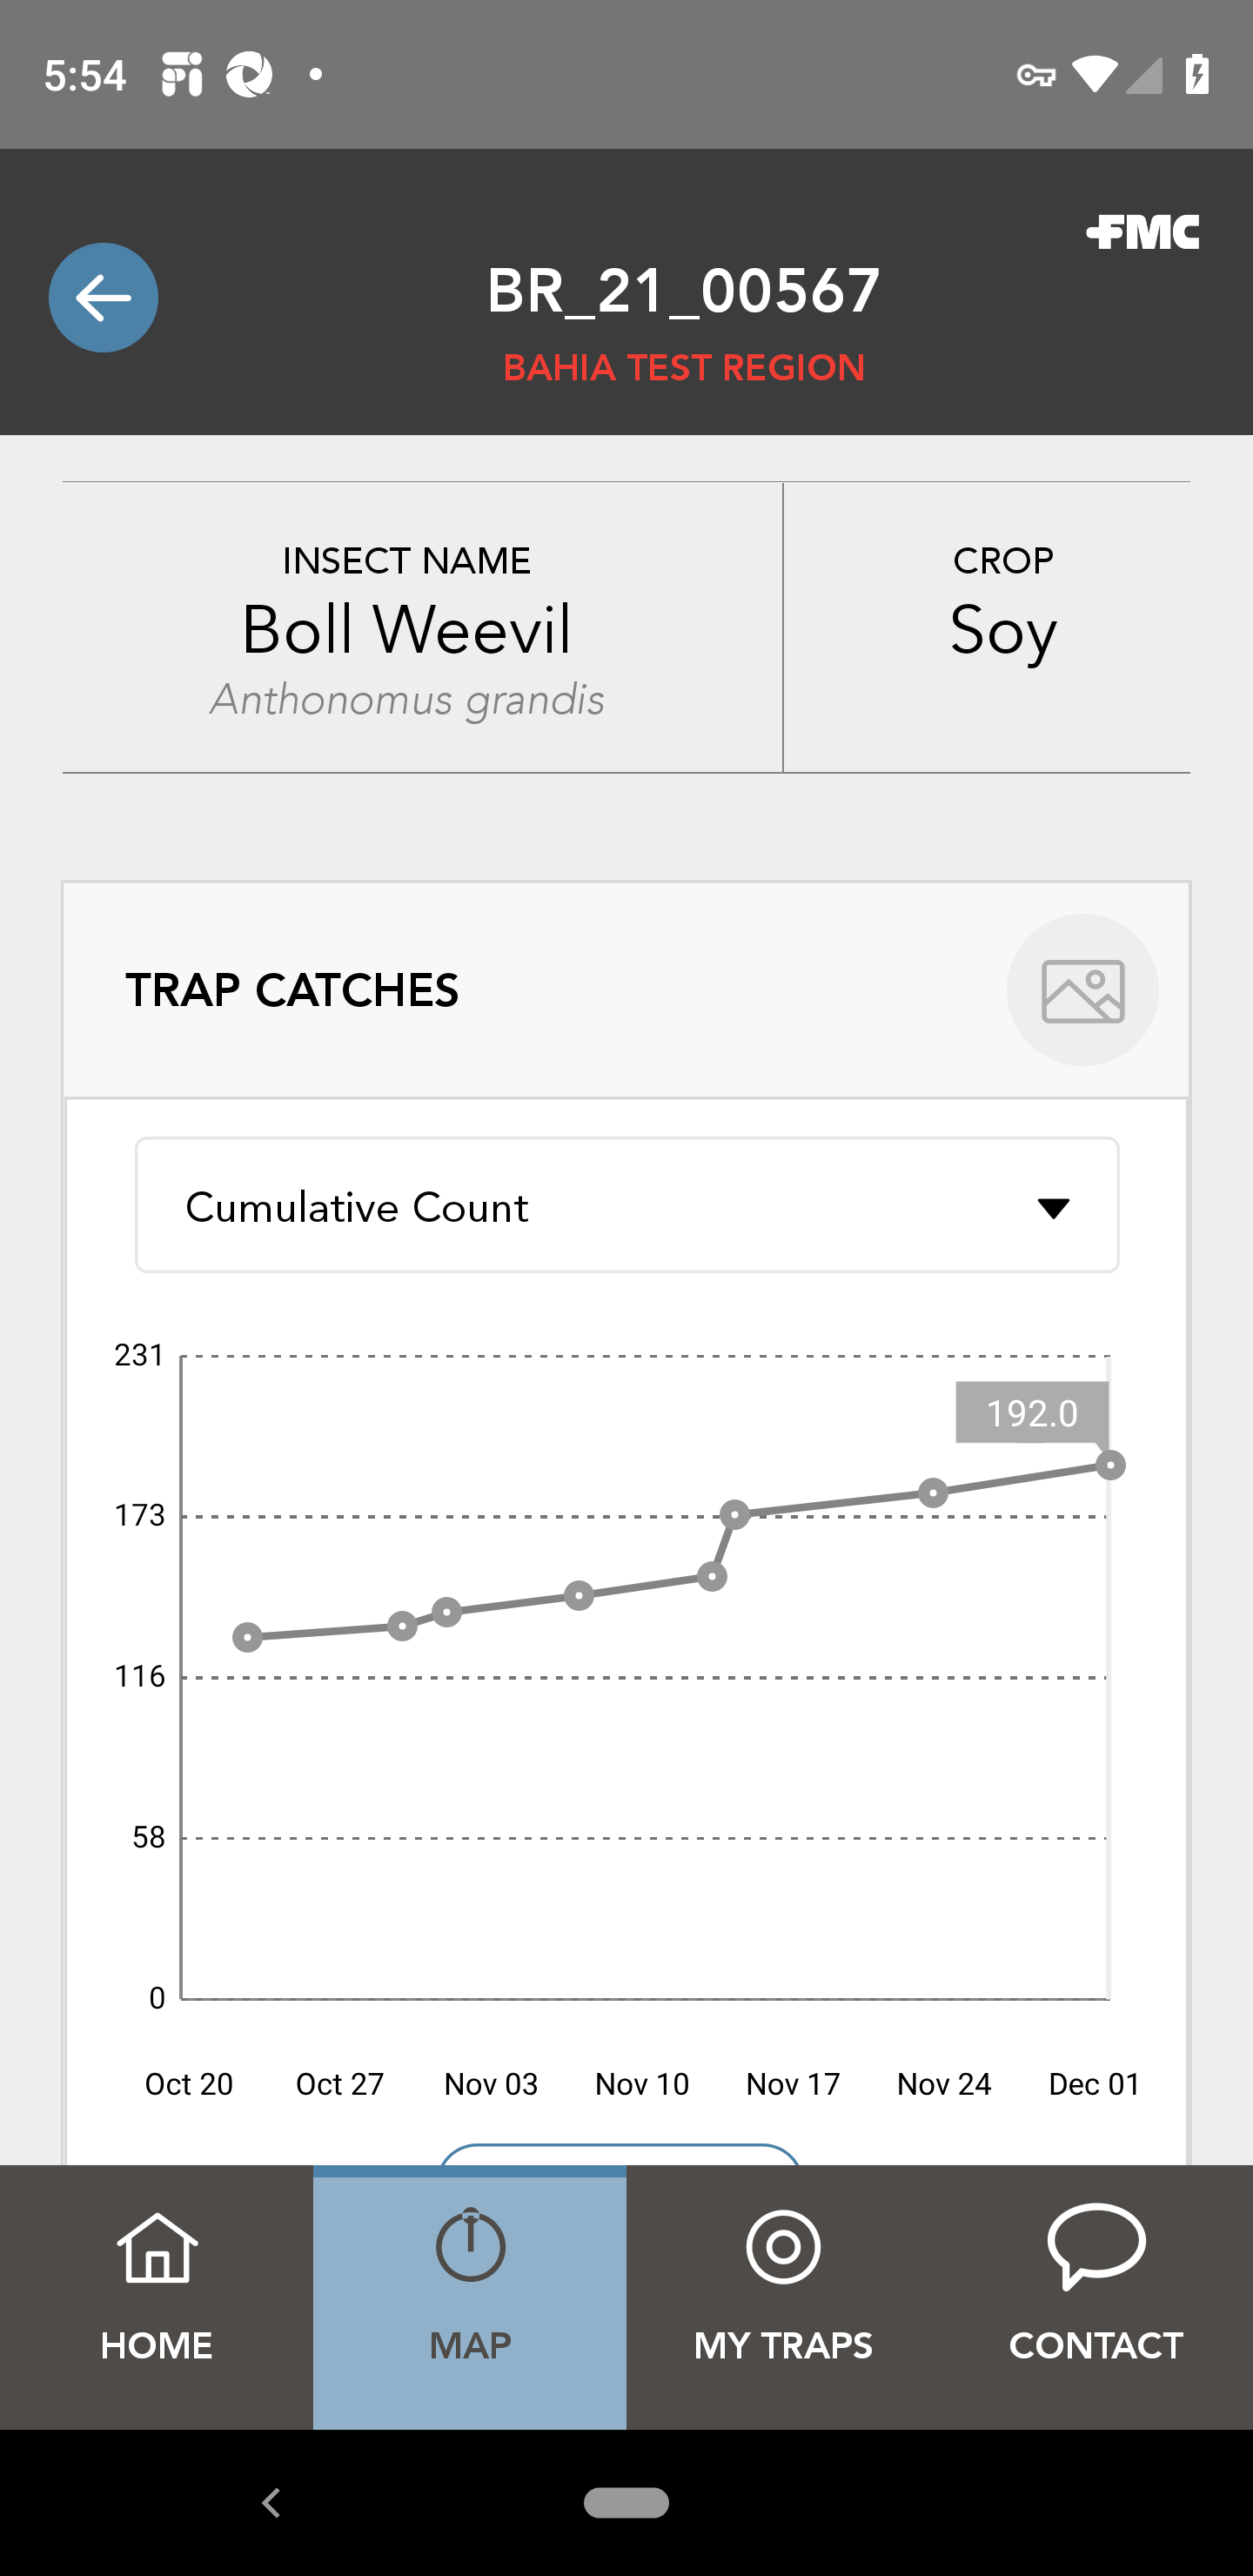 5:54
FMC
BR_21_00567
BAHIA TEST REGION
INSECT NAME
Boll Weevil
Anthonomus grandis
CROP
Soy
TRAP CATCHES
Cumulative Count
231
192.0
173
116
58
0
Oct 20 Oct 27 Nov 03 Nov 10 Nov 17 Nov 24 Dec 01
HOME MAP MY TRAPS CONTACT